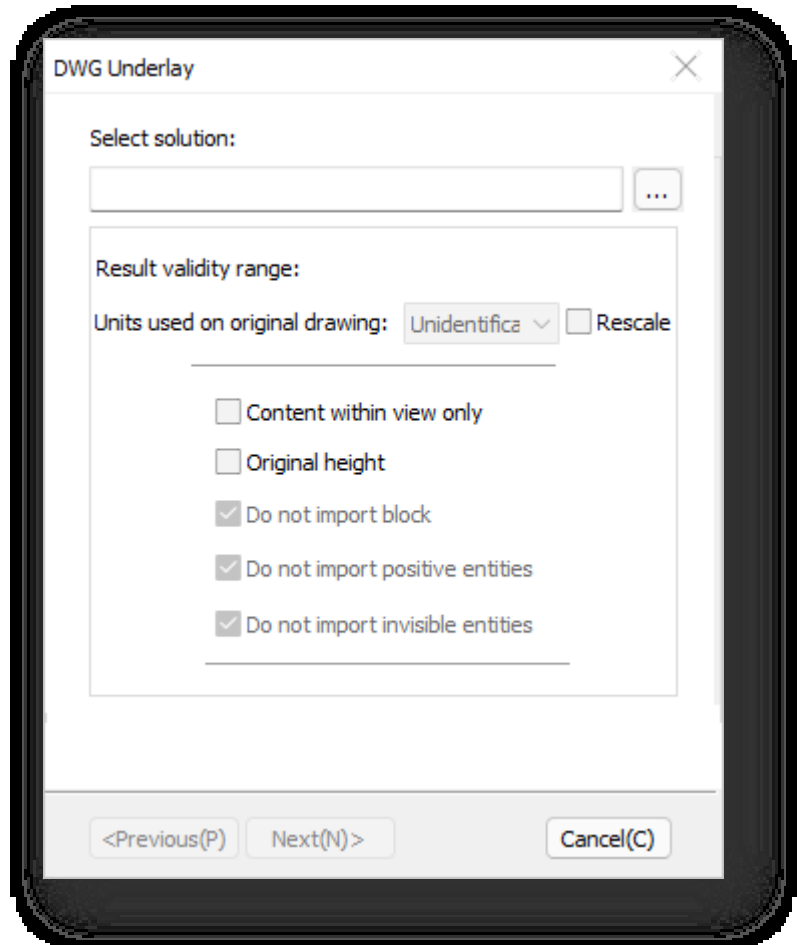 DWG Underlay
Select solution:
...
Result validity range:
Units used on original drawing: Unidentifica Rescale
Content within view only
Original height
Do not import block
Do not import positive entities
Do not import invisible entities
<Previous(P) Next(N)> Cancel(C)